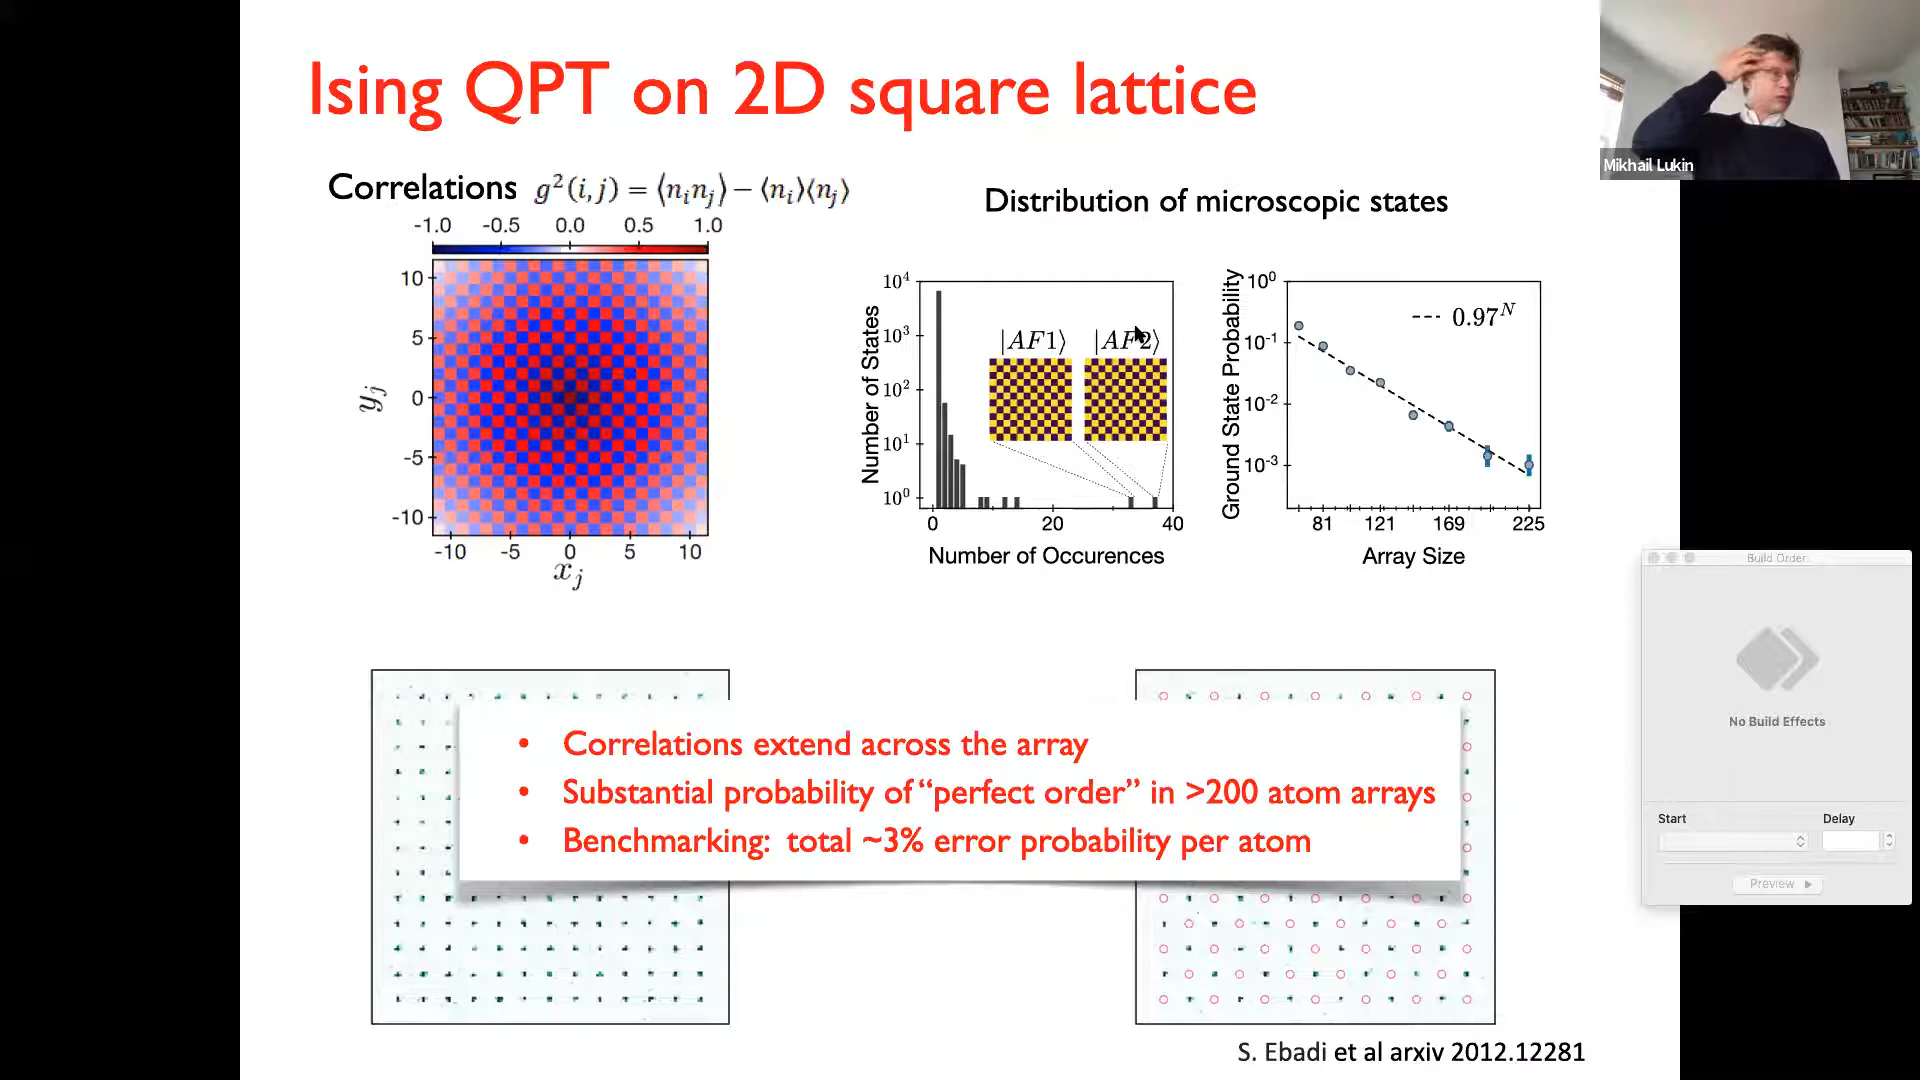 Ising QPT on 2D square lattice
Mikhail Lukin
Correlations g²(i,j) = ⟨nᵢnⱼ⟩ − ⟨nᵢ⟩⟨nⱼ⟩
-1.0 -0.5 0.0 0.5 1.0
10
5
0
-5
-10
yⱼ
-10 -5 0 5 10
xⱼ
Distribution of microscopic states
Number of States
10⁴
10³
10²
10¹
10⁰
|AF1⟩ |AF2⟩
0 20 40
Number of Occurences
Ground State Probability
10⁰
10⁻¹
10⁻²
10⁻³
0.97ᴺ
81 121 169 225
Array Size
• Correlations extend across the array
• Substantial probability of “perfect order” in >200 atom arrays
• Benchmarking: total ~3% error probability per atom
S. Ebadi et al arxiv 2012.12281
Build Order
No Build Effects
Start Delay
Preview